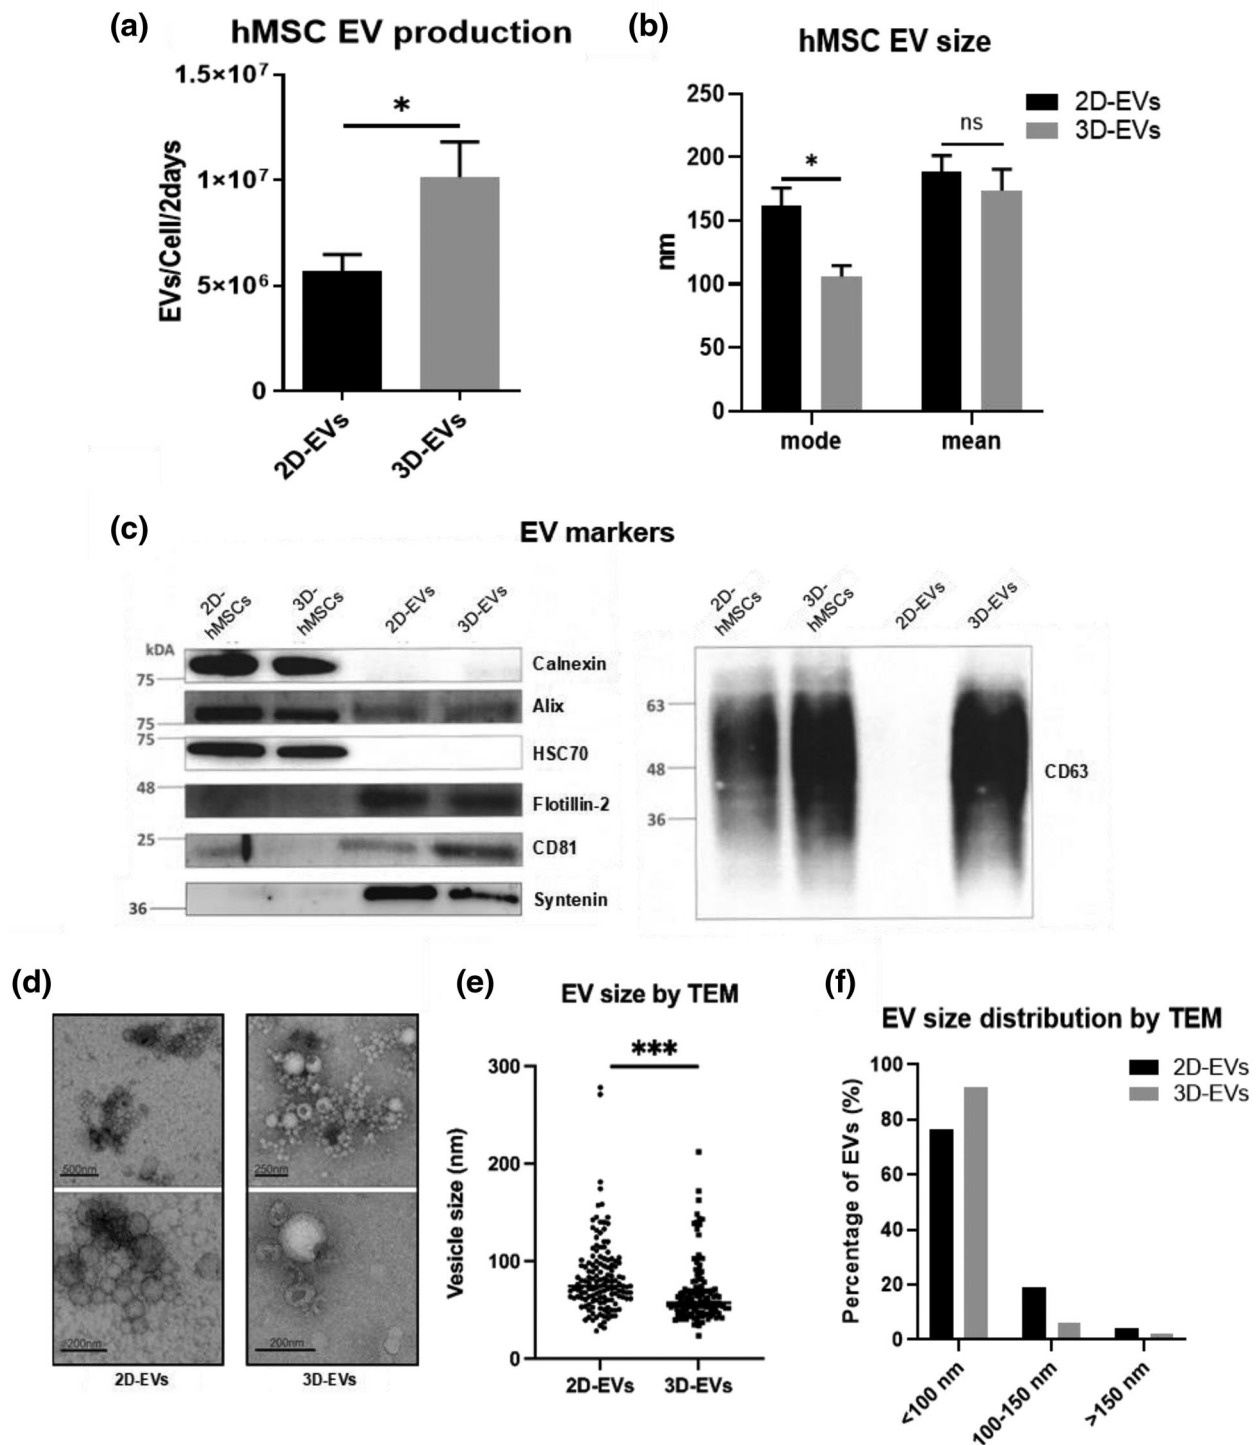 (a)
hMSC EV production
1.5×10⁷
1×10⁷
5×10⁶
0
EVs/Cell/2days
*
2D-EVs
3D-EVs
(b)
hMSC EV size
250
200
150
100
50
0
nm
*
ns
2D-EVs
3D-EVs
mode
mean
(c)
EV markers
2D-
hMSCs
3D-
hMSCs
2D-EVs
3D-EVs
kDA
75
Calnexin
75
Alix
75
HSC70
48
Flotillin-2
25
CD81
36
Syntenin
2D-
hMSCs
3D-
hMSCs
2D-EVs
3D-EVs
63
48
36
CD63
(d)
500nm
250nm
200nm
200nm
2D-EVs
3D-EVs
(e)
EV size by TEM
***
300
200
100
0
Vesicle size (nm)
2D-EVs
3D-EVs
(f)
EV size distribution by TEM
100
80
60
40
20
0
Percentage of EVs (%)
2D-EVs
3D-EVs
<100 nm
100-150 nm
>150 nm